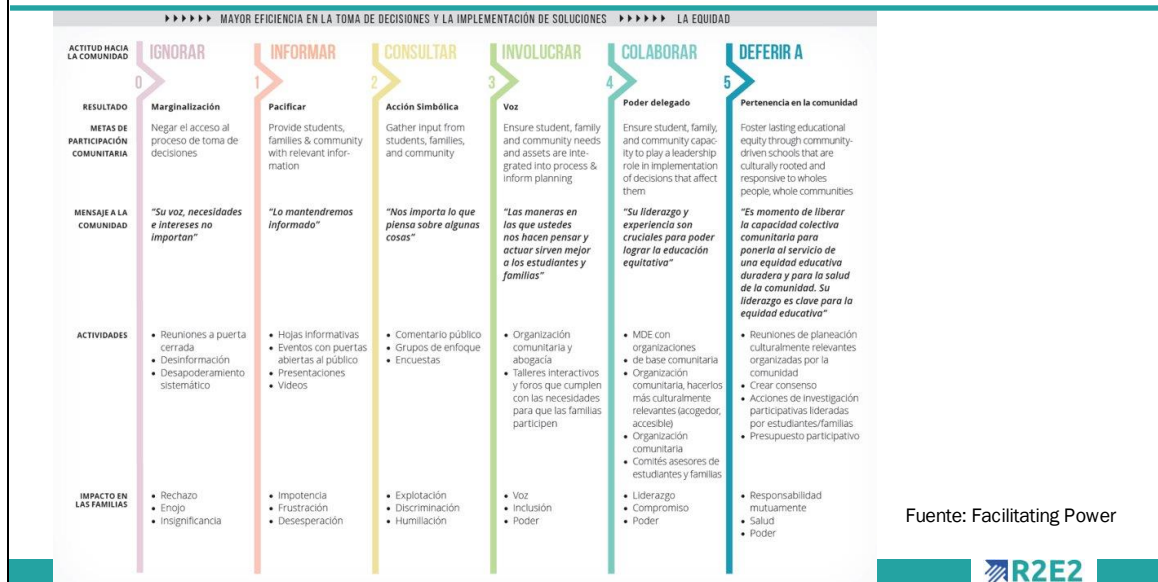 MAYOR EFICIENCIA EN LA TOMA DE DECISIONES Y LA IMPLEMENTACIÓN DE SOLUCIONES LA EQUIDAD
ACTITUD HACIA
LA COMUNIDAD
IGNORAR
INFORMAR
CONSULTAR
INVOLUCRAR
COLABORAR
DEFERIR A
0
1
2
3
4
5
RESULTADO
Marginalización
Pacificar
Acción Simbólica
Voz
Poder delegado
Pertenencia en la comunidad
METAS DE
PARTICIPACIÓN
COMUNITARIA
Negar el acceso al
proceso de toma de
decisiones
Provide students,
families & community
with relevant infor-
mation
Gather input from
students, families,
and community
Ensure student, family
and community needs
and assets are inte-
grated into process &
inform planning
Ensure student, family,
and community capac-
ity to play a leadership
role in implementation
of decisions that affect
them
Foster lasting educational
equity through community-
driven schools that are
culturally rooted and
responsive to wholes
people, whole communities
MENSAJE A LA
COMUNIDAD
"Su voz, necesidades
e intereses no
importan"
"Lo mantendremos
informado"
"Nos importa lo que
piensa sobre algunas
cosas"
"Las maneras en
las que ustedes
nos hacen pensar y
actuar sirven mejor
a los estudiantes y
familias"
"Su liderazgo y
experiencia son
cruciales para poder
lograr la educación
equitativa"
"Es momento de liberar
la capacidad colectiva
comunitaria para
ponerla al servicio de
una equidad educativa
duradera y para la salud
de la comunidad. Su
liderazgo es clave para la
equidad educativa"
ACTIVIDADES
• Reuniones a puerta
cerrada
• Desinformación
• Desapoderamiento
sistemático
• Hojas informativas
• Eventos con puertas
abiertas al público
• Presentaciones
• Videos
• Comentario público
• Grupos de enfoque
• Encuestas
• Organización
comunitaria y
abogacía
• Talleres interactivos
y foros que cumplen
con las necesidades
para que las familias
participen
• MDE con
organizaciones
• de base comunitaria
• Organización
comunitaria, hacerlos
más culturalmente
relevantes (acogedor,
accesible)
• Organización
comunitaria
• Comités asesores de
estudiantes y familias
• Reuniones de planeación
culturalmente relevantes
organizadas por la
comunidad
• Crear consenso
• Acciones de investigación
participativas lideradas
por estudiantes/familias
• Presupuesto participativo
IMPACTO EN
LAS FAMILIAS
• Rechazo
• Enojo
• Insignificancia
• Impotencia
• Frustración
• Desesperación
• Explotación
• Discriminación
• Humillación
• Voz
• Inclusión
• Poder
• Liderazgo
• Compromiso
• Poder
• Responsabilidad
mutuamente
• Salud
• Poder
Fuente: Facilitating Power
R2E2